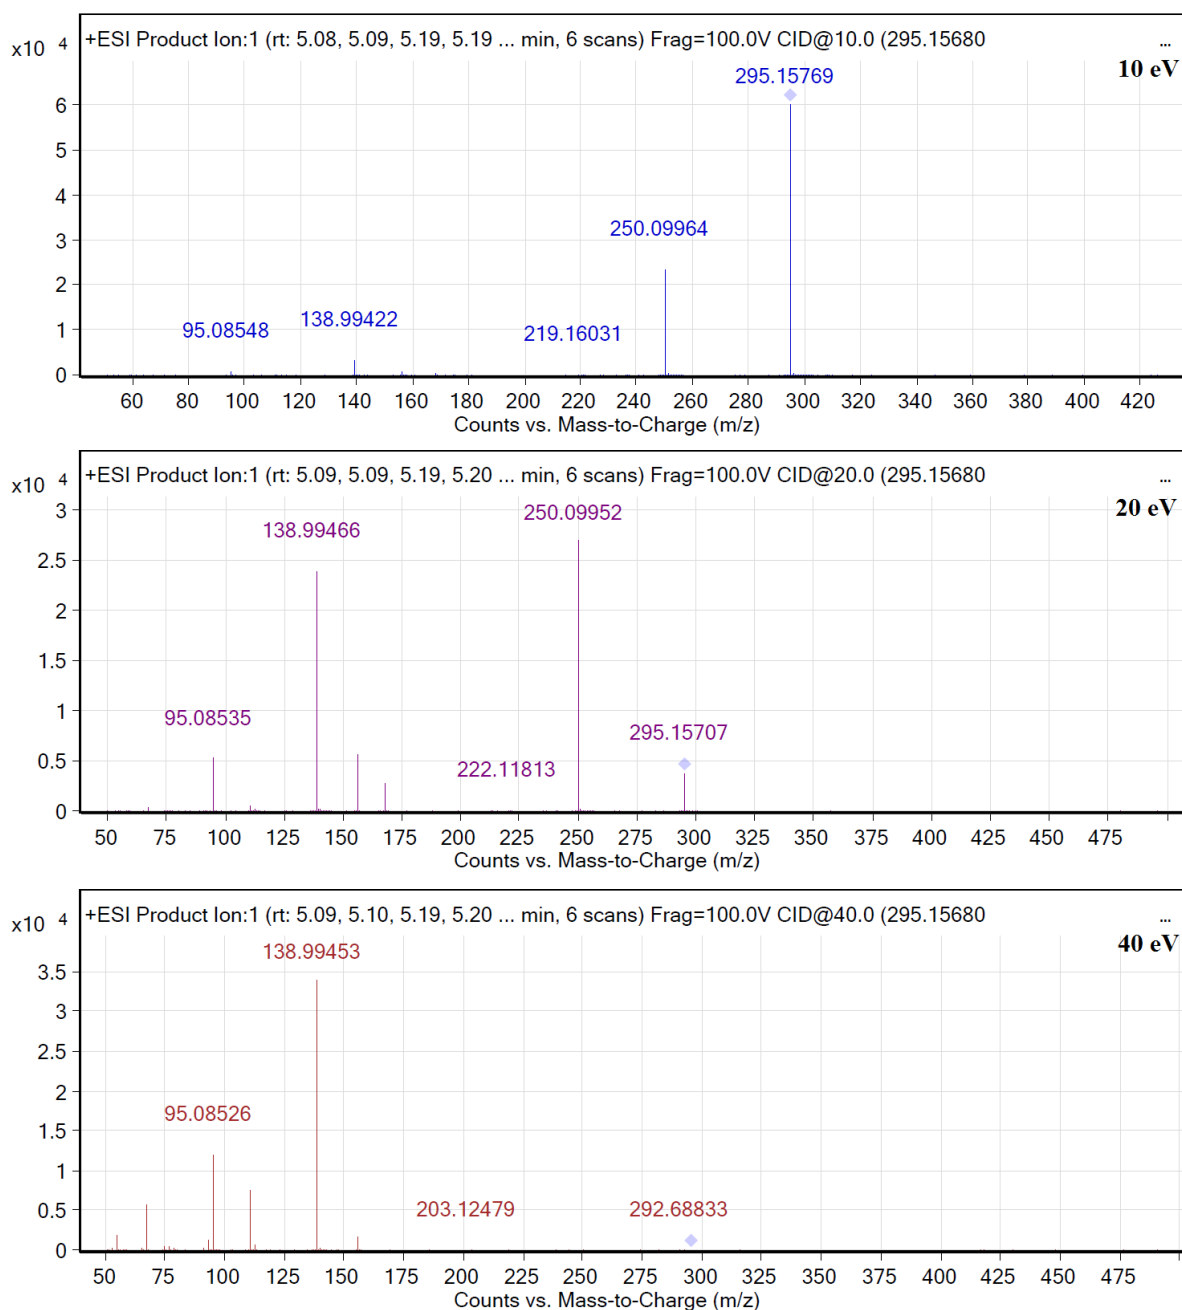 +ESI Product Ion:1 (rt: 5.08, 5.09, 5.19, 5.19 ... min, 6 scans) Frag=100.0V CID@10.0 (295.15680 ...
x10 4
10 eV
295.15769
6
5
4
250.09964
3
2
138.99422
95.08548
219.16031
1
0
60 80 100 120 140 160 180 200 220 240 260 280 300 320 340 360 380 400 420
Counts vs. Mass-to-Charge (m/z)
+ESI Product Ion:1 (rt: 5.09, 5.09, 5.19, 5.20 ... min, 6 scans) Frag=100.0V CID@20.0 (295.15680 ...
x10 4
20 eV
3
250.09952
138.99466
2.5
2
1.5
1
95.08535
295.15707
0.5
222.11813
0
50 75 100 125 150 175 200 225 250 275 300 325 350 375 400 425 450 475
Counts vs. Mass-to-Charge (m/z)
+ESI Product Ion:1 (rt: 5.09, 5.10, 5.19, 5.20 ... min, 6 scans) Frag=100.0V CID@40.0 (295.15680 ...
x10 4
40 eV
138.99453
3.5
3
2.5
2
95.08526
1.5
1
203.12479
292.68833
0.5
0
50 75 100 125 150 175 200 225 250 275 300 325 350 375 400 425 450 475
Counts vs. Mass-to-Charge (m/z)